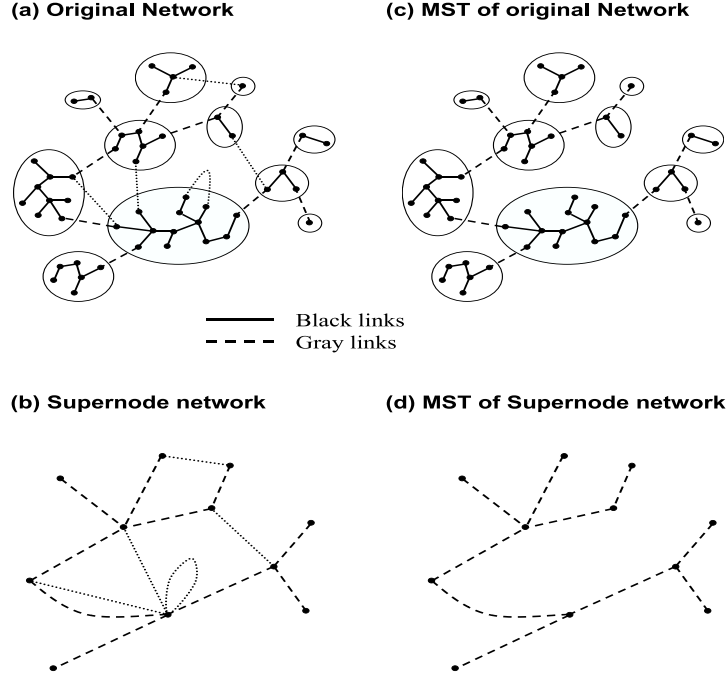 (a) Original Network
(c) MST of original Network
Black links
Gray links
(b) Supernode network
(d) MST of Supernode network